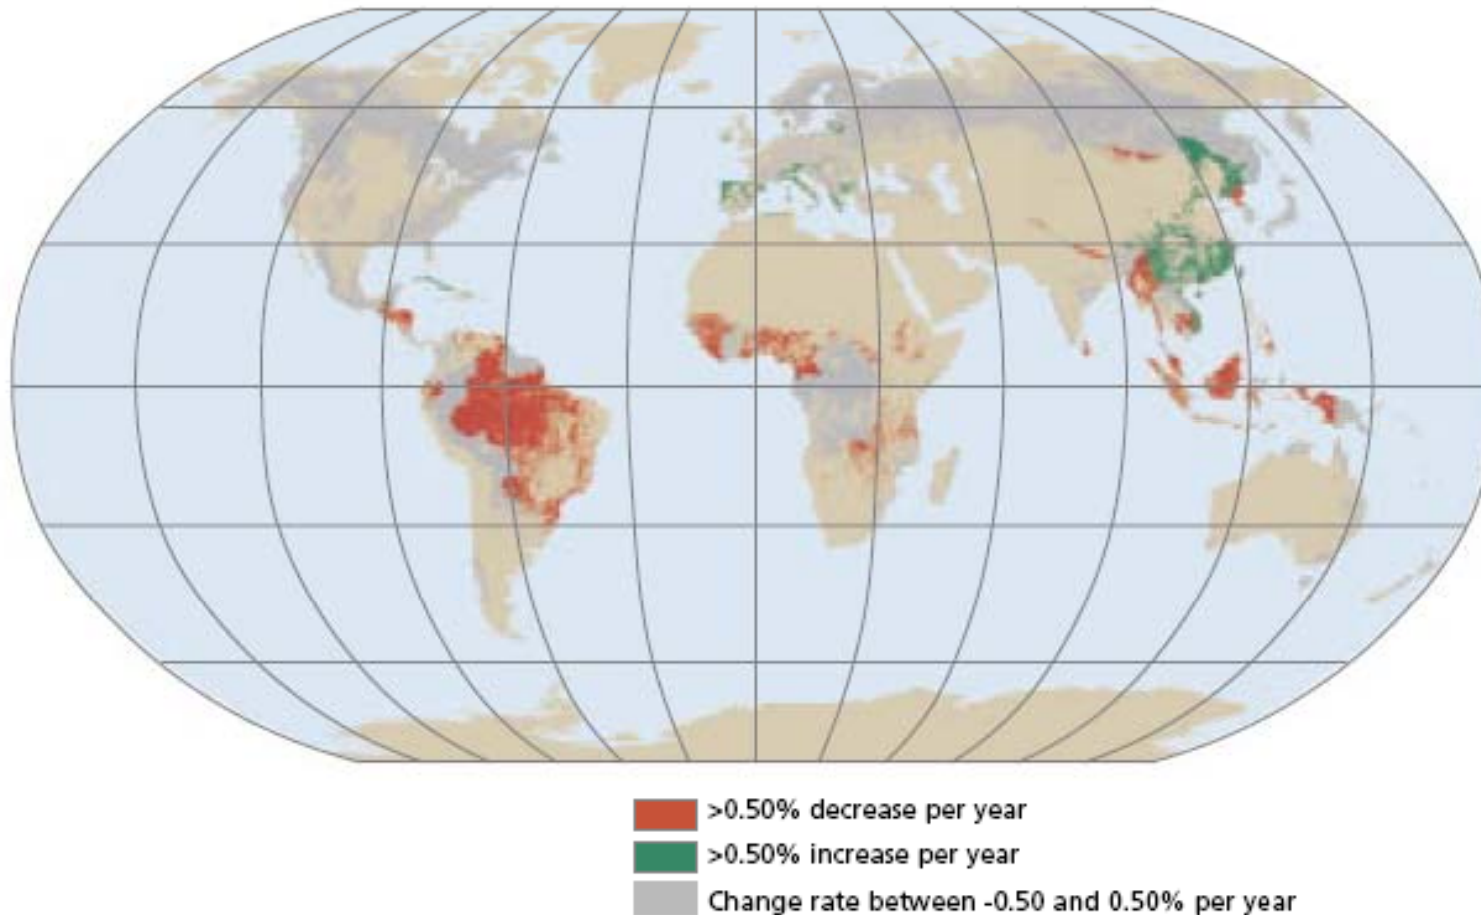 >0.50% decrease per year
>0.50% increase per year
Change rate between -0.50 and 0.50% per year